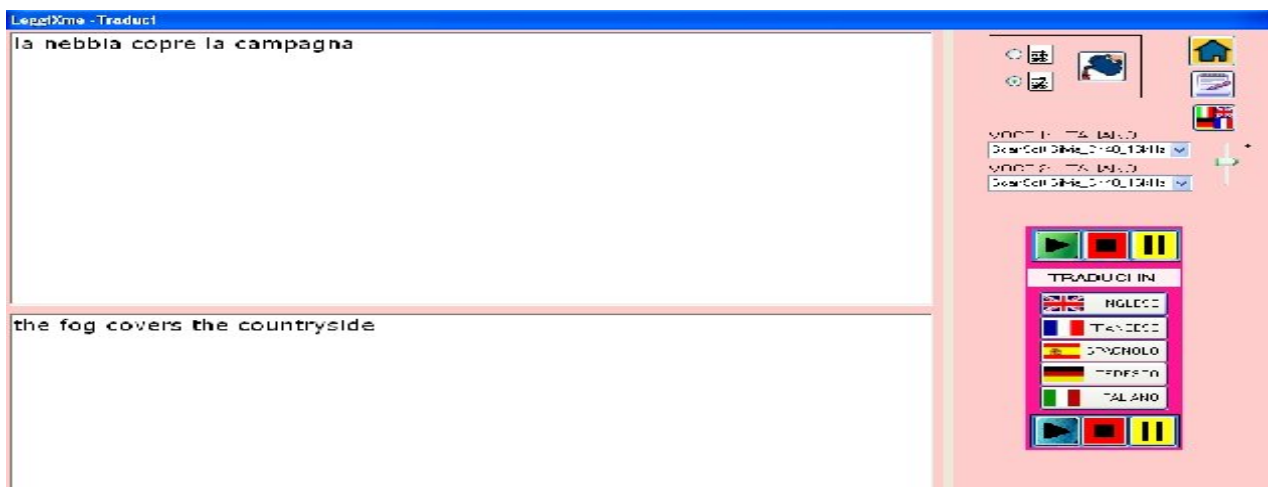 LeggiXme - Traduci
la nebbia copre la campagna
the fog covers the countryside
TRADUCI IN
INGLESE
FRANCESE
SPAGNOLO
TEDESCO
ITALIANO